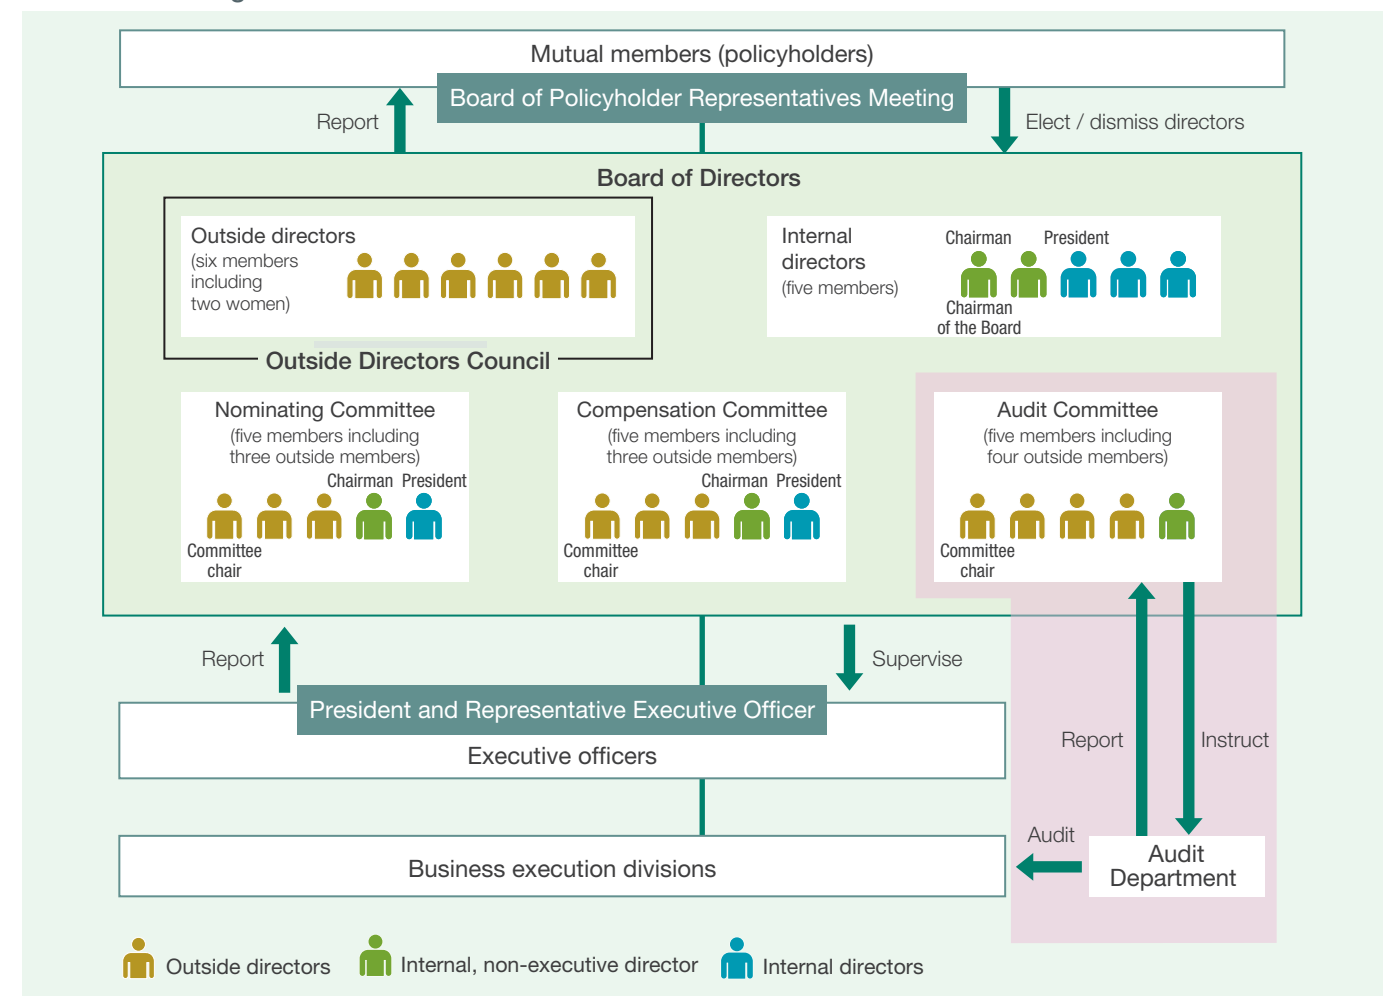 Mutual members (policyholders)
Board of Policyholder Representatives Meeting
Report
Elect / dismiss directors
Board of Directors
Outside directors
(six members
including
two women)
Outside Directors Council
Internal
directors
(five members)
Chairman
President
Chairman
of the Board
Nominating Committee
(five members including
three outside members)
Chairman
President
Committee
chair
Compensation Committee
(five members including
three outside members)
Chairman
President
Committee
chair
Audit Committee
(five members including
four outside members)
Committee
chair
Report
Supervise
President and Representative Executive Officer
Executive officers
Report
Instruct
Business execution divisions
Audit
Audit
Department
Outside directors
Internal, non-executive director
Internal directors